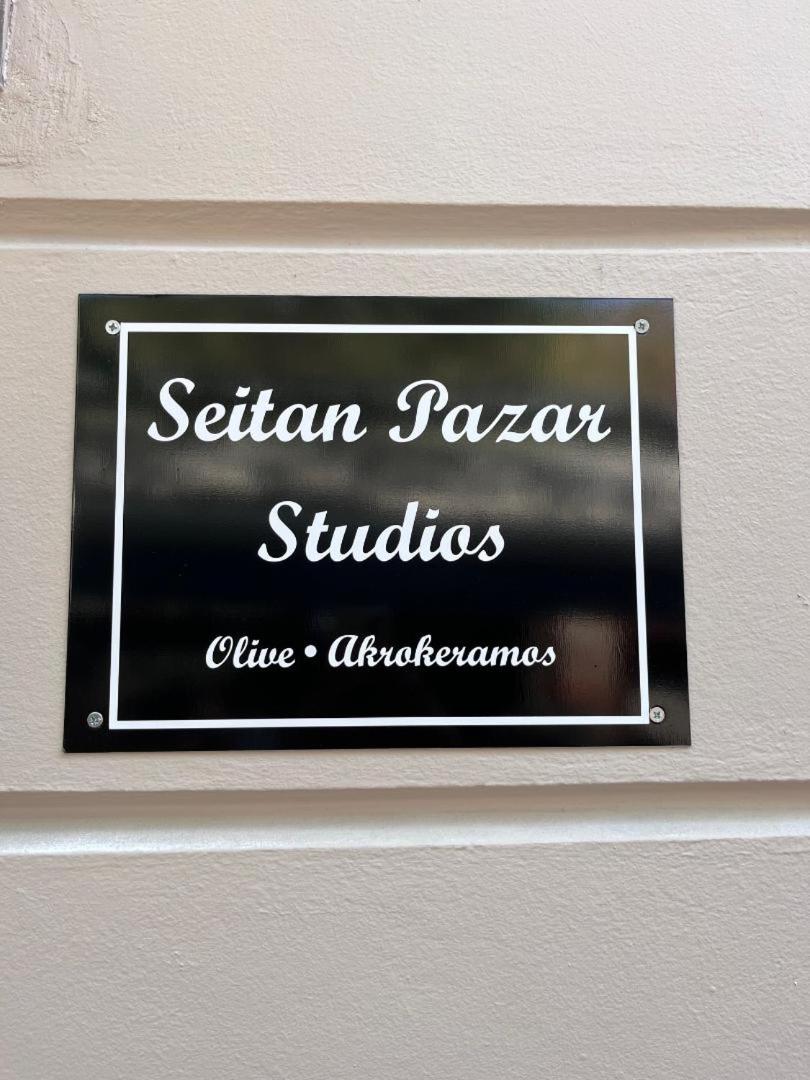 Seitan Pazar
Studios
Olive • Akrokeramos